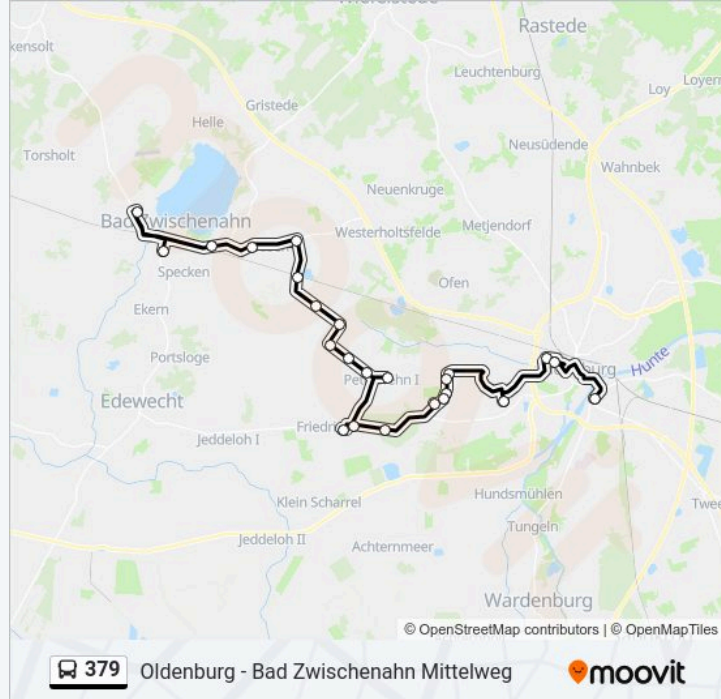 Rastede
kensolt
Leuchtenburg
Loy
Loyerm
Gristede
Helle
Neusüdende
Torsholt
Wahnbek
Neuenkruge
Bad Zwischenahn
Westerholtsfelde
Metjendorf
Specken
Ofen
Ekern
Portsloge
Hunte
Edewecht
Jeddeloh I
Klein Scharrel
Hundsmühlen
Tungeln
Jeddeloh II
Achternmeer
Wardenburg
© OpenStreetMap contributors | © OpenMapTiles
379 Oldenburg - Bad Zwischenahn Mittelweg moovit